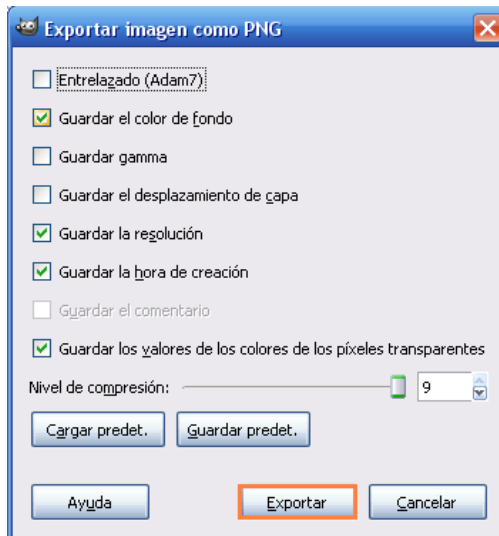 Exportar imagen como PNG
Entrelazado (Adam7)
Guardar el color de fondo
Guardar gamma
Guardar el desplazamiento de capa
Guardar la resolución
Guardar la hora de creación
Guardar el comentario
Guardar los valores de los colores de los píxeles transparentes
Nivel de compresión: 9
Cargar predet. Guardar predet.
Ayuda Exportar Cancelar